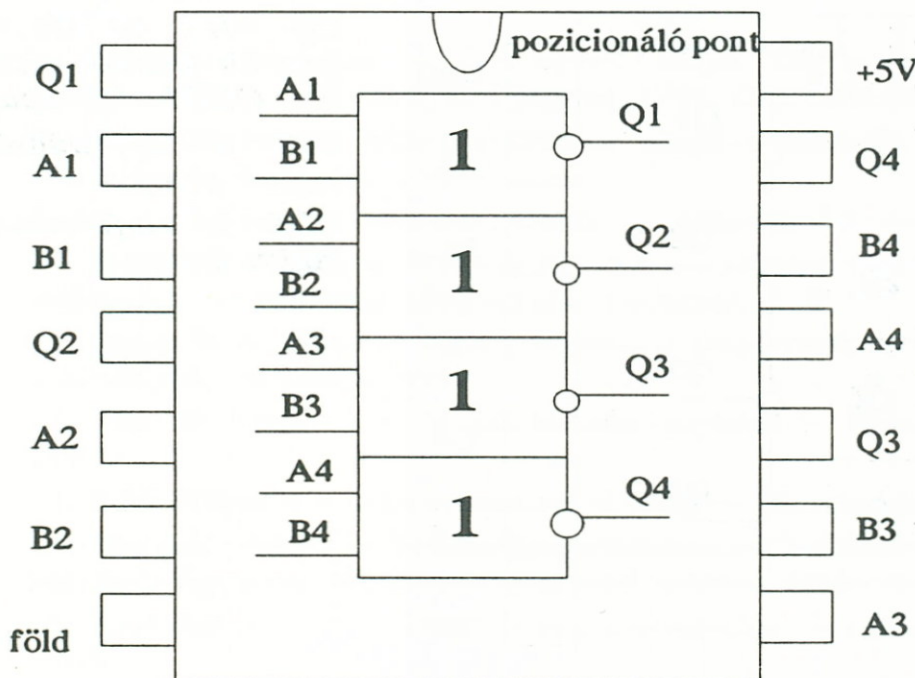 pozicionáló pont
Q1
A1
B1
Q2
A2
B2
föld
A1
B1
A2
B2
A3
B3
A4
B4
1
1
1
1
Q1
Q2
Q3
Q4
+5V
Q4
B4
A4
Q3
B3
A3